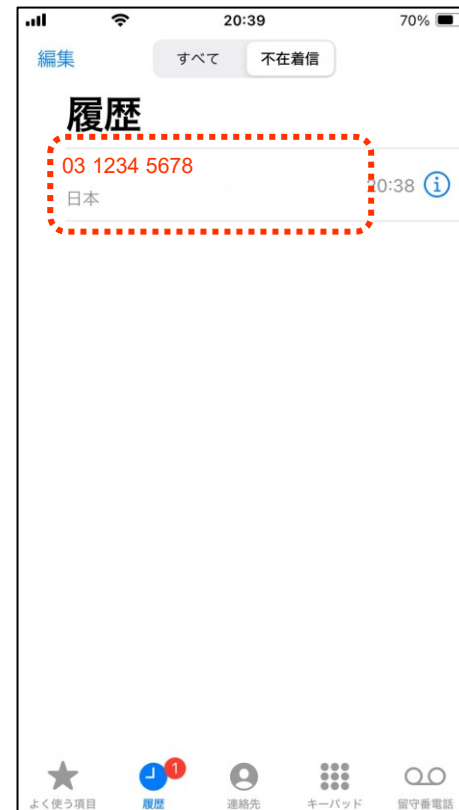 20:39
70%
編集
すべて
不在着信
履歴
03 1234 5678
日本
20:38
1
よく使う項目
履歴
連絡先
キーパッド
留守番電話